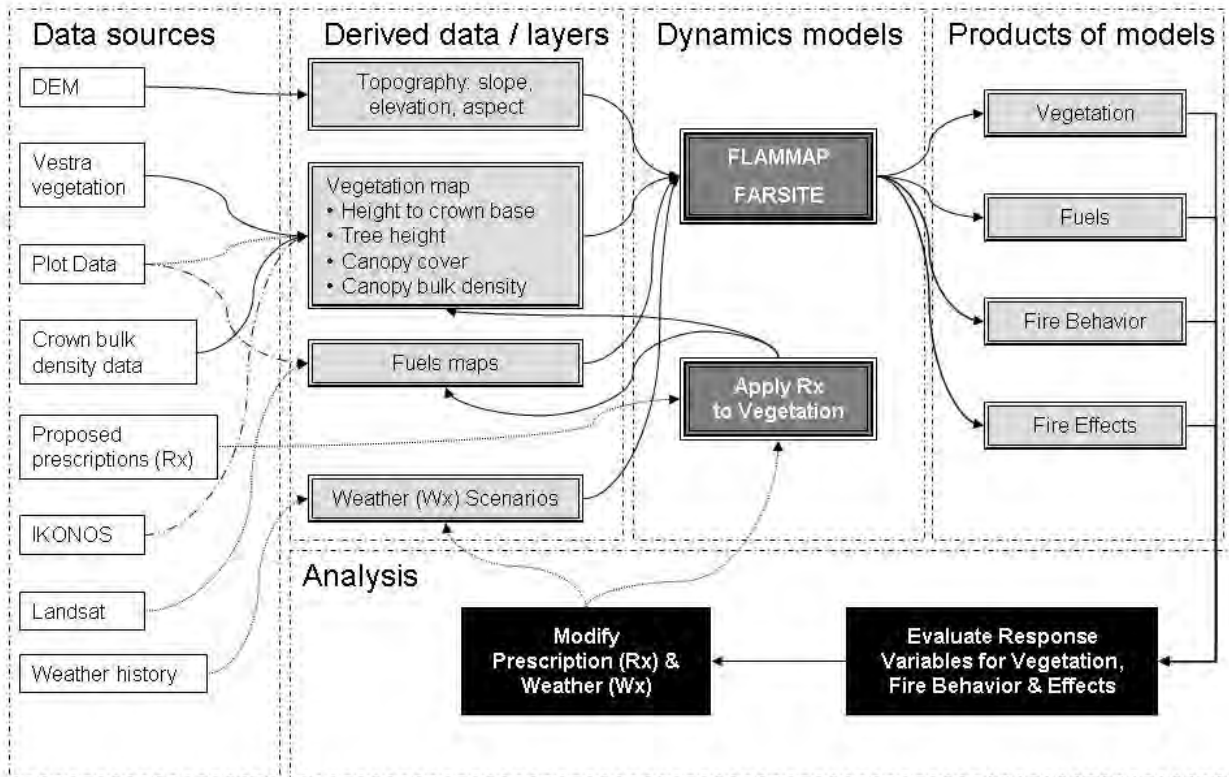 Data sources
DEM
Vestra
vegetation
Plot Data
Crown bulk
density data
Proposed
prescriptions (Rx)
IKONOS
Landsat
Weather history
Derived data / layers
Topography: slope,
elevation, aspect
Vegetation map
• Height to crown base
• Tree height
• Canopy cover
• Canopy bulk density
Fuels maps
Weather (Wx) Scenarios
Dynamics models
FLAMMAP
FARSITE
Apply Rx
to Vegetation
Products of models
Vegetation
Fuels
Fire Behavior
Fire Effects
Analysis
Modify
Prescription (Rx) &
Weather (Wx)
Evaluate Response
Variables for Vegetation,
Fire Behavior & Effects